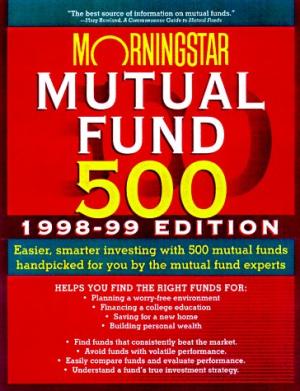 "The best source of information on mutual funds."
—Mary Rowland, A Commonsense Guide to Mutual Funds
MORNINGSTAR
MUTUAL
FUND
500
1998-99 EDITION
Easier, smarter investing with 500 mutual funds
handpicked for you by the mutual fund experts
HELPS YOU FIND THE RIGHT FUNDS FOR:
• Planning a worry-free environment
• Financing a college education
• Saving for a new home
• Building personal wealth
• Find funds that consistently beat the market.
• Avoid funds with volatile performance.
• Easily compare funds and evaluate performance.
• Understand a fund's true investment strategy.